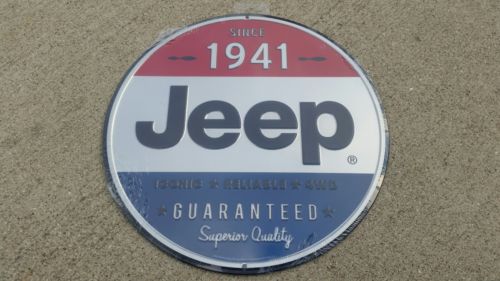 SINCE
1941
Jeep®
ICONIC ★ RELIABLE ★ 4WD
★ GUARANTEED ★
Superior Quality